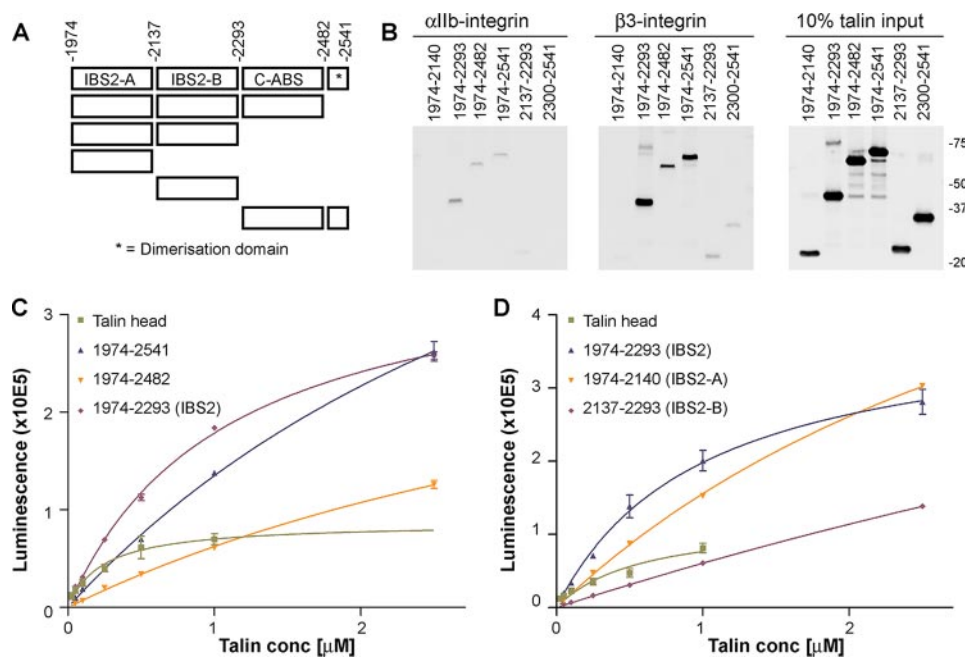 A
-1974
-2137
-2293
-2482
-2541
IBS2-A
IBS2-B
C-ABS
*
* = Dimerisation domain
B
αIIb-integrin
1974-2140
1974-2293
1974-2482
1974-2541
2137-2293
2300-2541
β3-integrin
1974-2140
1974-2293
1974-2482
1974-2541
2137-2293
2300-2541
10% talin input
1974-2140
1974-2293
1974-2482
1974-2541
2137-2293
2300-2541
-75
-50
-37
-20
C
Luminescence (x10E5)
3
2
1
0
Talin head
1974-2541
1974-2482
1974-2293 (IBS2)
0
1
2
Talin conc [μM]
D
Luminescence (x10E5)
4
3
2
1
0
Talin head
1974-2293 (IBS2)
1974-2140 (IBS2-A)
2137-2293 (IBS2-B)
0
1
2
Talin conc [μM]